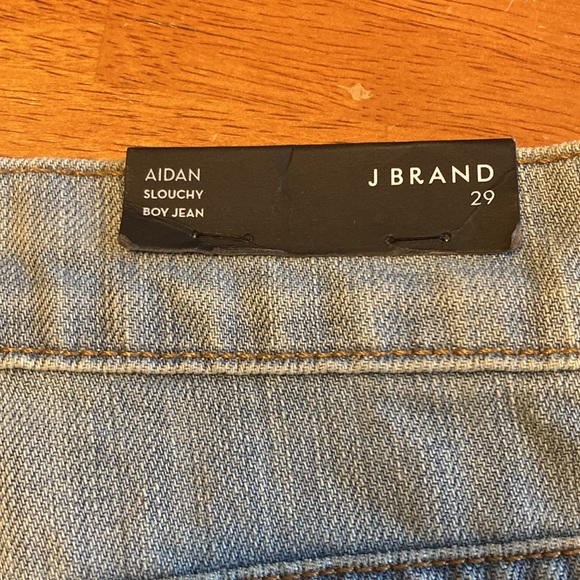 AIDAN
SLOUCHY
BOY JEAN
J BRAND
29